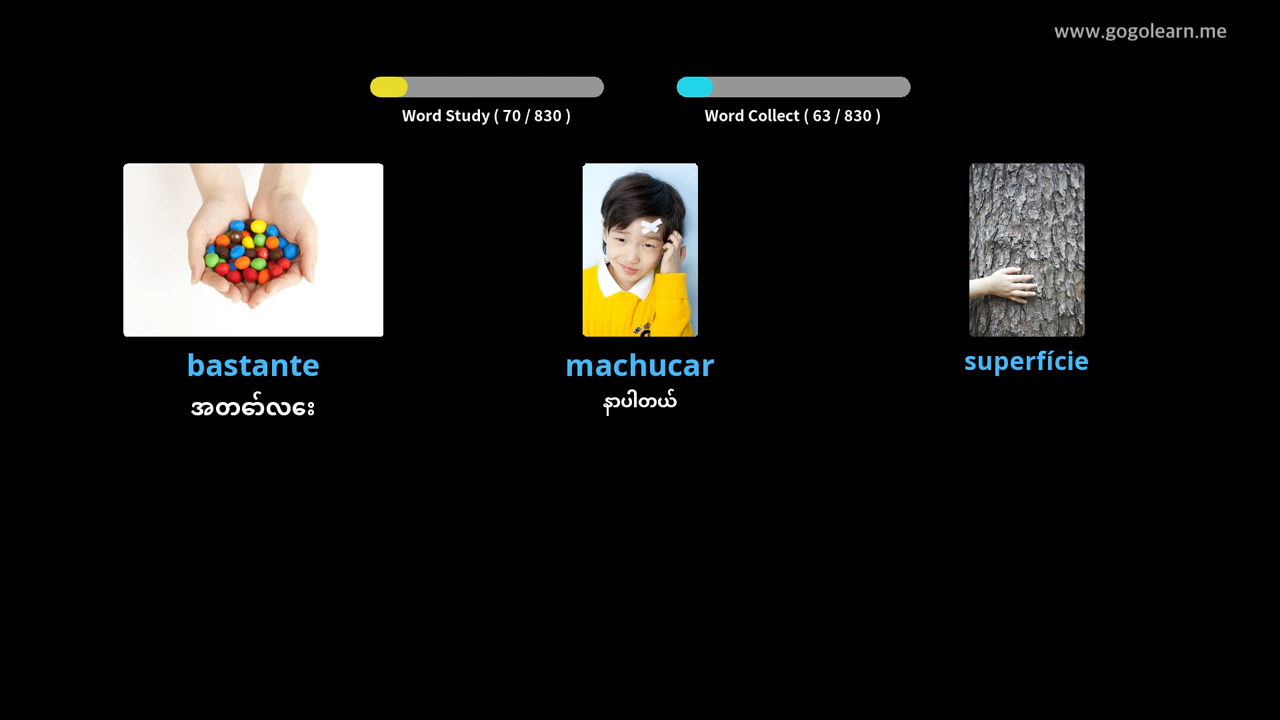 www.gogolearn.me
Word Study ( 70 / 830 )
Word Collect ( 63 / 830 )
bastante
machucar
superfície
အတော်လေး
နာပါတယ်